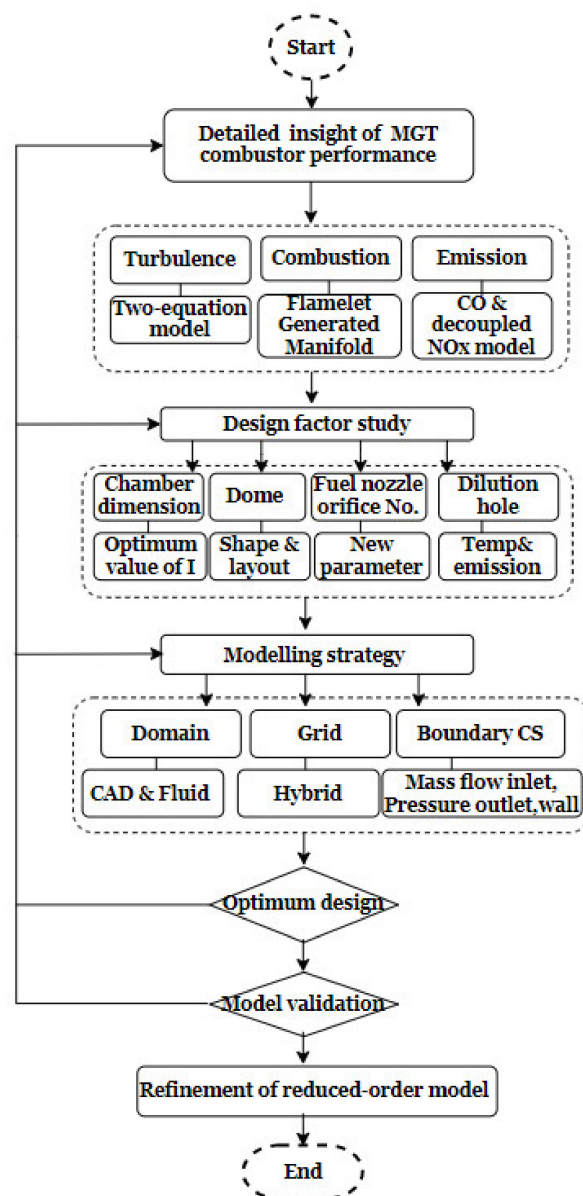 Start
Detailed insight of MGT
combustor performance
Turbulence
Combustion
Emission
Two-equation
model
Flamelet
Generated
Manifold
CO &
decoupled
NOx model
Design factor study
Chamber
dimension
Dome
Fuel nozzle
orifice No.
Dilution
hole
Optimum
value of I
Shape &
layout
New
parameter
Temp&
emission
Modelling strategy
Domain
Grid
Boundary CS
CAD & Fluid
Hybrid
Mass flow inlet,
Pressure outlet,wall
Optimum design
Model validation
Refinement of reduced-order model
End